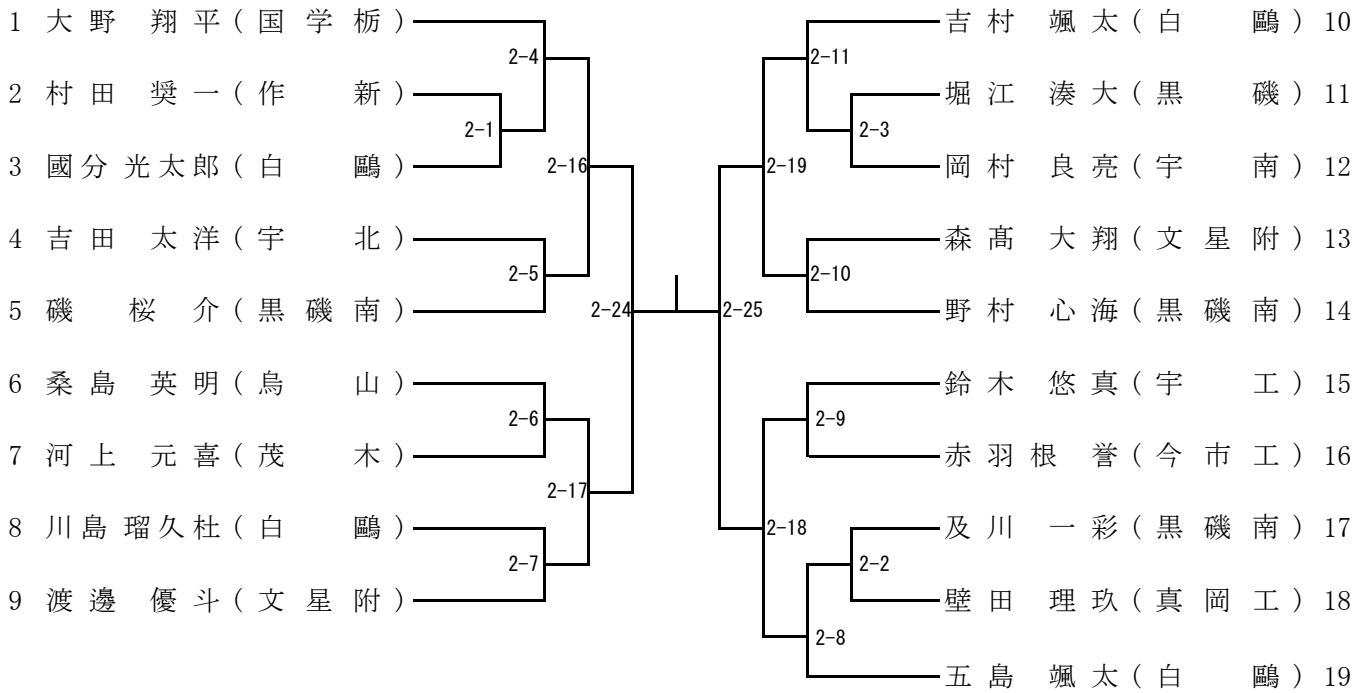 1 大野 翔平(国学栃)
2-4
2 村田 奨一(作 新)
2-1
3 國分 光太郎(白 鷗)
2-16
4 吉田 太洋(宇 北)
2-5
5 磯 桜介(黒磯南)
2-24
6 桑島 英明(烏 山)
2-6
7 河上 元喜(茂 木)
2-17
8 川島 瑠久杜(白 鷗)
2-7
9 渡邊 優斗(文星附)
吉村 颯太(白 鷗) 10
2-11
堀江 湊大(黒 磯) 11
2-3
岡村 良亮(宇 南) 12
2-19
森髙 大翔(文星附) 13
2-10
野村 心海(黒磯南) 14
2-25
鈴木 悠真(宇 工) 15
2-9
赤羽根 誉(今市工) 16
2-18
及川 一彩(黒磯南) 17
2-2
壁田 理玖(真岡工) 18
2-8
五島 颯太(白 鷗) 19